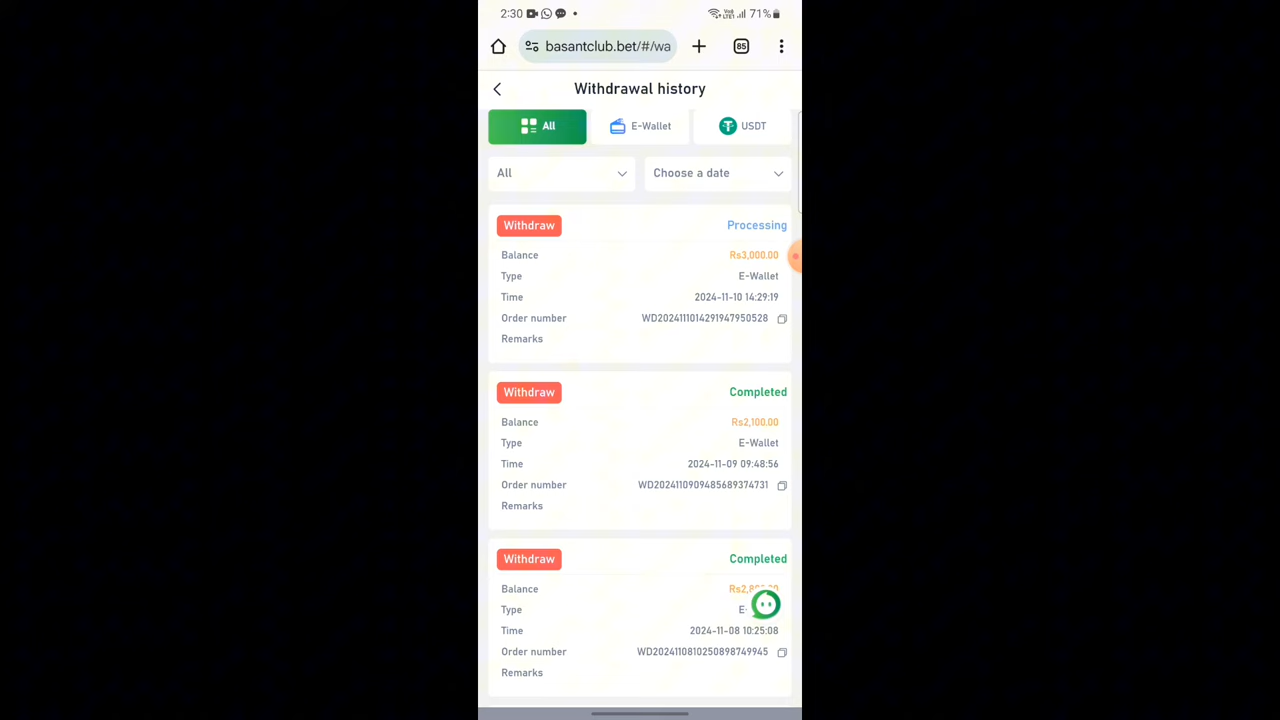 2:30 71%
basantclub.bet/#/wa 85
Withdrawal history
All E-Wallet USDT
All Choose a date
Withdraw Processing
Balance Rs3,000.00
Type E-Wallet
Time 2024-11-10 14:29:19
Order number WD2024111014291947950528
Remarks
Withdraw Completed
Balance Rs2,100.00
Type E-Wallet
Time 2024-11-09 09:48:56
Order number WD2024110909485689374731
Remarks
Withdraw Completed
Balance
Type
Time 2024-11-08 10:25:08
Order number WD2024110810250898749945
Remarks